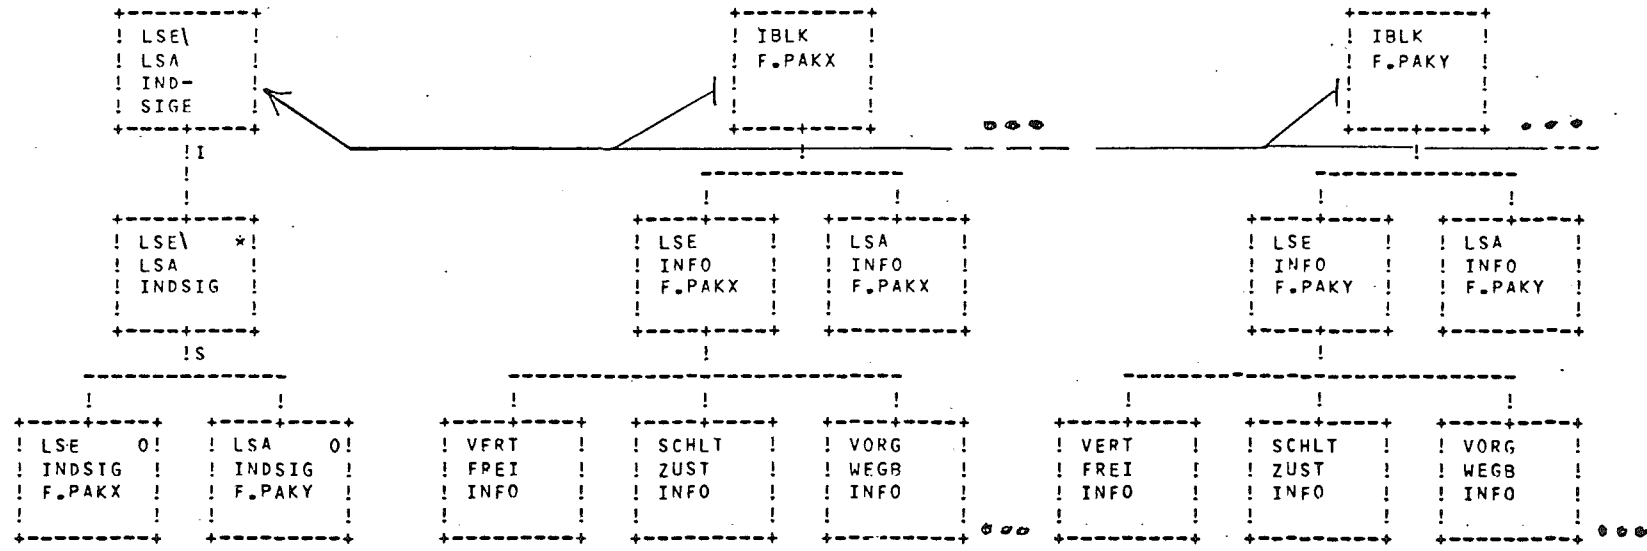 LSE\
LSA
IND-
SIGE
IBLK
F.PAKX
IBLK
F.PAKY
I
LSE\ *
LSA
INDSIG
LSE
INFO
F.PAKX
LSA
INFO
F.PAKX
LSE
INFO
F.PAKY
LSA
INFO
F.PAKY
S
LSE O
INDSIG
F.PAKX
LSA O
INDSIG
F.PAKY
VERT
FREI
INFO
SCHLT
ZUST
INFO
VORG
WEGB
INFO
VERT
FREI
INFO
SCHLT
ZUST
INFO
VORG
WEGB
INFO